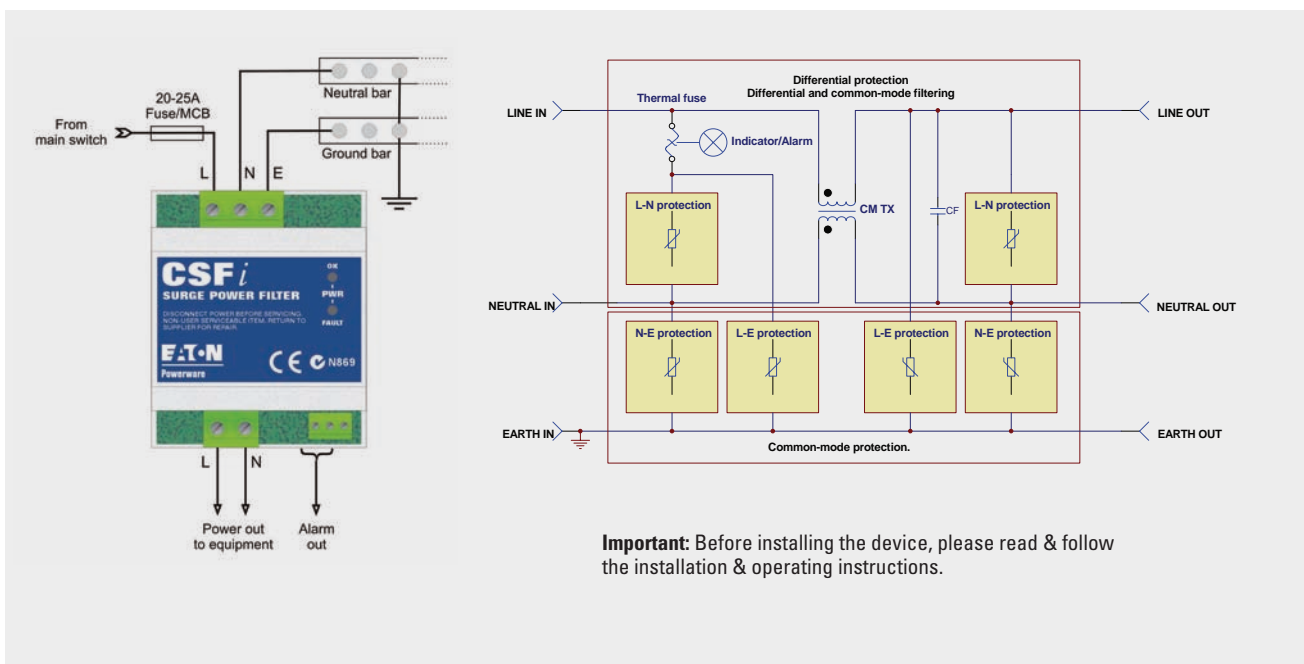 20-25A
Fuse/MCB
From
main switch
Neutral bar
Ground bar
L N E
CSFi
SURGE POWER FILTER
DISCONNECT POWER BEFORE SERVICING.
NON-USER SERVICEABLE ITEM. RETURN TO
SUPPLIER FOR REPAIR.
OK
PWR
FAULT
EATON
Powerware
CE N869
L N
Power out
to equipment
Alarm
out
Differential protection
Differential and common-mode filtering
Thermal fuse
LINE IN
LINE OUT
Indicator/Alarm
L-N protection
CM TX
CF
L-N protection
NEUTRAL IN
NEUTRAL OUT
N-E protection
L-E protection
L-E protection
N-E protection
EARTH IN
EARTH OUT
Common-mode protection.
Important: Before installing the device, please read & follow
the installation & operating instructions.